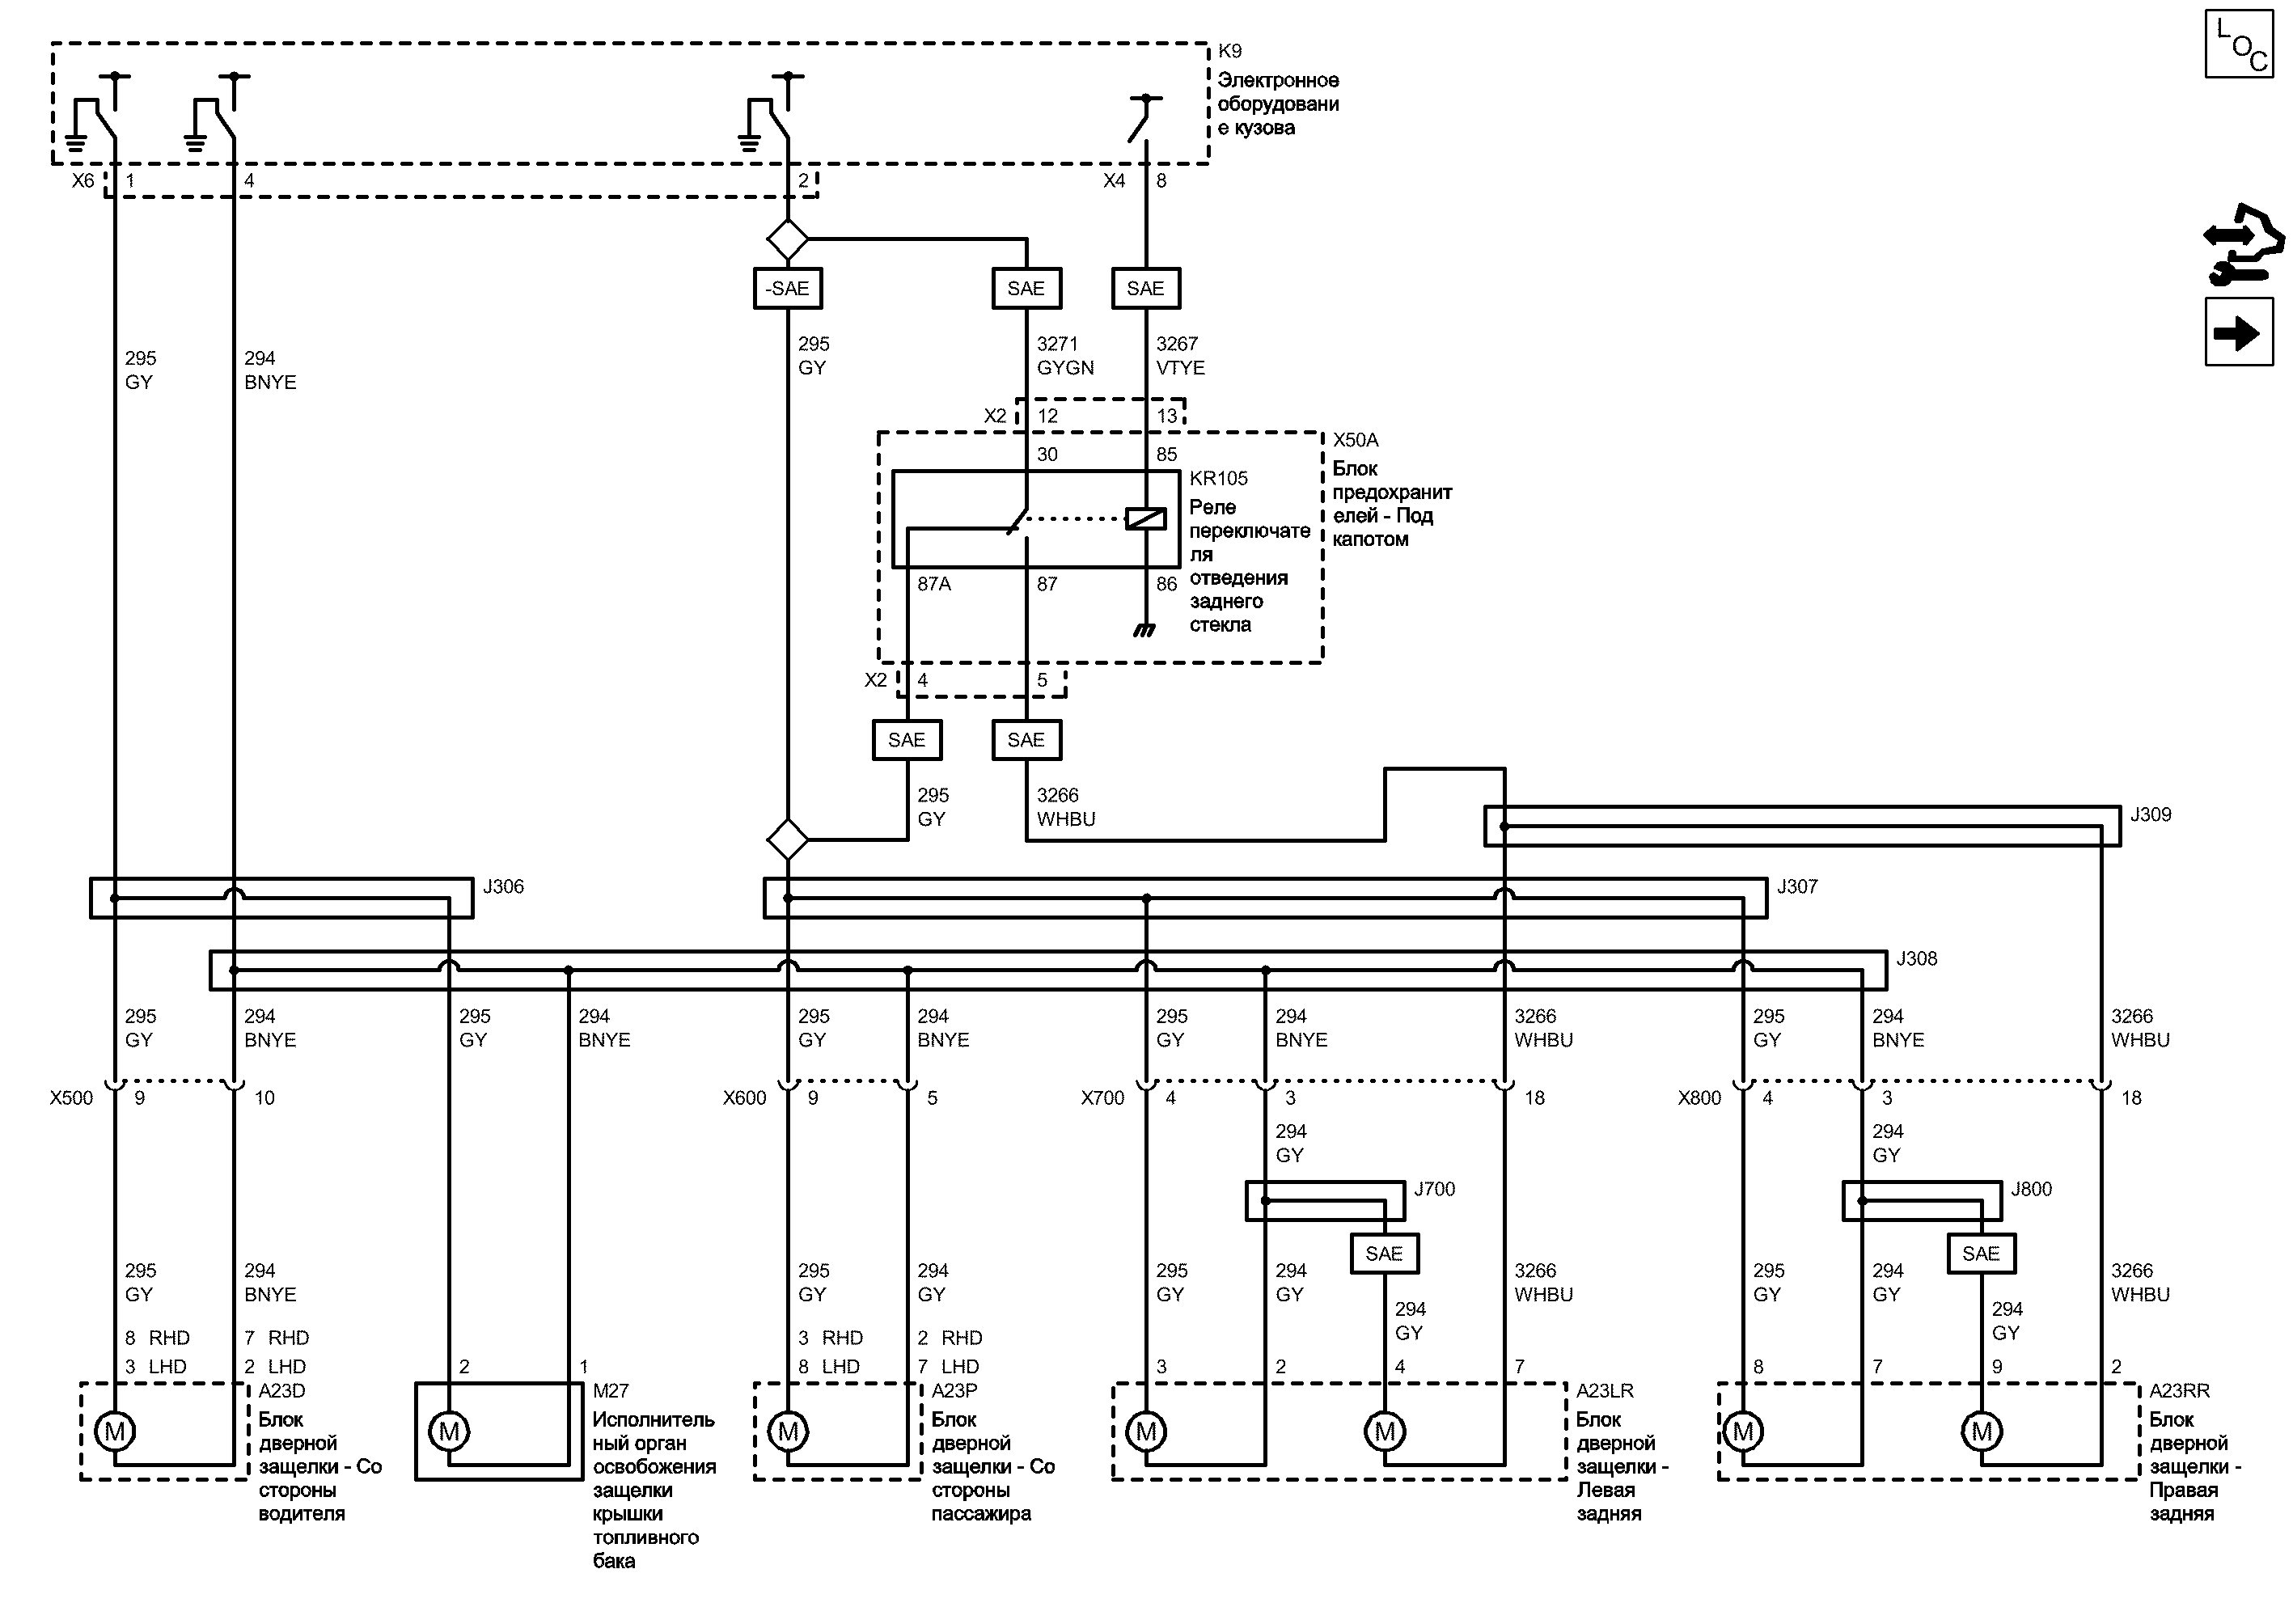 LOC
K9
Электронное
оборудовани
е кузова
X6 1 4 2 X4 8
-SAE SAE SAE
295 294 295 3271 3267
GY BNYE GY GYGN VTYE
X2 12 13
X50A
Блок
предохранит
елей - Под
капотом
30 85
KR105
Реле
переключате
ля
отведения
заднего
стекла
87A 87 86
X2 4 5
SAE SAE
295 3266
GY WHBU
J309
J306 J307
J308
295 294 295 294 295 294 295 294 3266 295 294 3266
GY BNYE GY BNYE GY BNYE GY BNYE WHBU GY BNYE WHBU
X500 9 10 X600 9 5 X700 4 3 18 X800 4 3 18
294 294
GY GY
J700 J800
SAE SAE
295 294 295 294 295 294 3266 295 294 3266
GY BNYE GY GY GY GY WHBU GY GY WHBU
294 294
GY GY
8 RHD 7 RHD 3 RHD 2 RHD
3 LHD 2 LHD 2 1 8 LHD 7 LHD 3 2 4 7 8 7 9 2
M M M M M M M
A23D
Блок
дверной
защелки - Со
стороны
водителя
M27
Исполнитель
ный орган
освобожения
защелки
крышки
топливного
бака
A23P
Блок
дверной
защелки - Со
стороны
пассажира
A23LR
Блок
дверной
защелки -
Левая
задняя
A23RR
Блок
дверной
защелки -
Правая
задняя